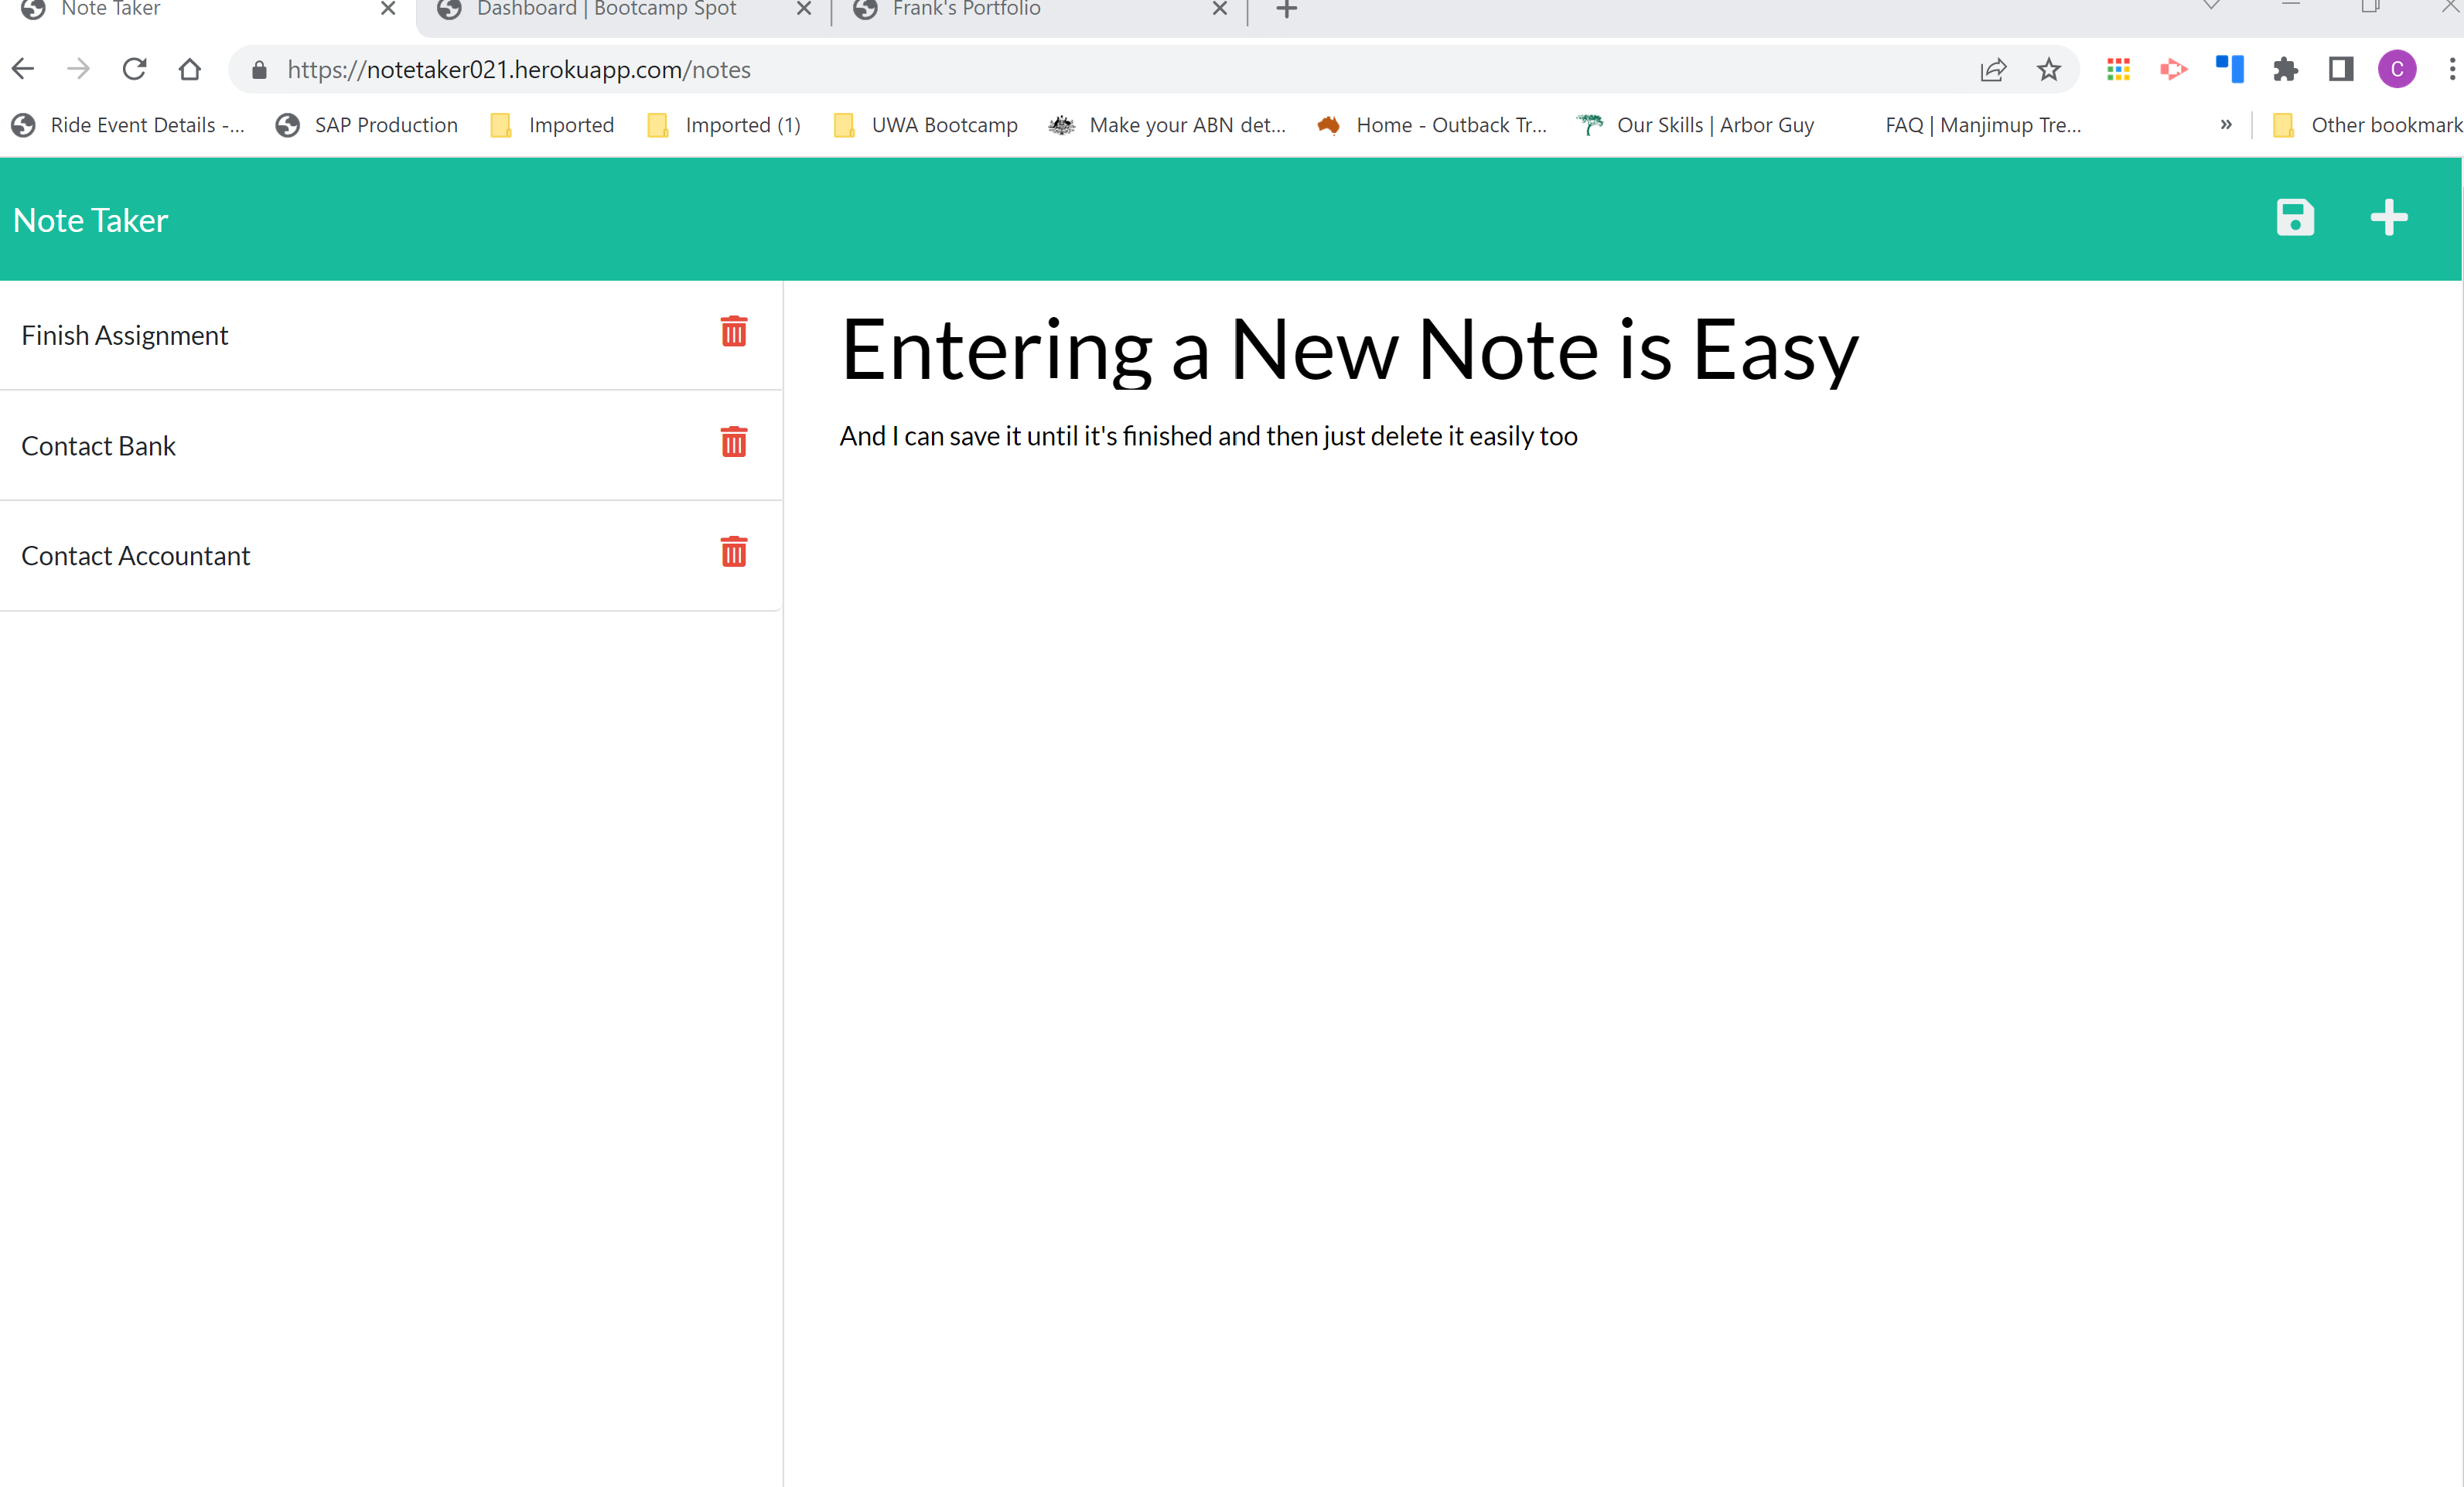 Note Taker
Dashboard | Bootcamp Spot
Frank's Portfolio
https://notetaker021.herokuapp.com/notes
C
Ride Event Details -...
SAP Production
Imported
Imported (1)
UWA Bootcamp
Make your ABN det...
Home - Outback Tr...
Our Skills | Arbor Guy
FAQ | Manjimup Tre...
»
Other bookmark
Note Taker
Finish Assignment
Contact Bank
Contact Accountant
Entering a New Note is Easy
And I can save it until it's finished and then just delete it easily too